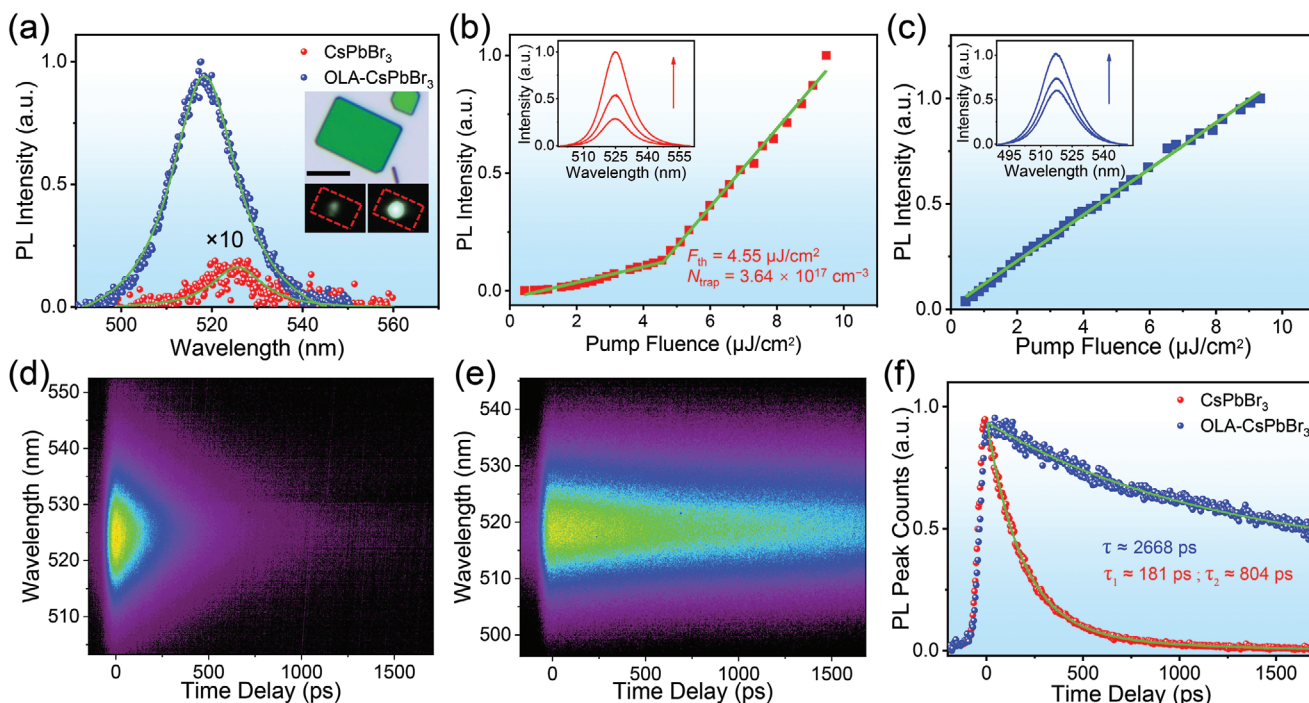 (a)
CsPbBr₃
OLA-CsPbBr₃
×10
1.0
0.5
0.0
PL Intensity (a.u.)
500 520 540 560
Wavelength (nm)
(b)
1.0
0.5
0.0
PL Intensity (a.u.)
1.0
0.5
0.0
Intensity (a.u.)
510 525 540 555
Wavelength (nm)
F_th = 4.55 μJ/cm²
N_trap = 3.64 × 10¹⁷ cm⁻³
0 2 4 6 8 10
Pump Fluence (μJ/cm²)
(c)
1.0
0.5
0.0
PL Intensity (a.u.)
1.0
0.5
0.0
Intensity (a.u.)
495 510 525 540
Wavelength (nm)
0 2 4 6 8 10
Pump Fluence (μJ/cm²)
(d)
550
540
530
520
510
Wavelength (nm)
0 500 1000 1500
Time Delay (ps)
(e)
540
530
520
510
500
Wavelength (nm)
0 500 1000 1500
Time Delay (ps)
(f)
CsPbBr₃
OLA-CsPbBr₃
1.0
0.5
0.0
PL Peak Counts (a.u.)
τ ≈ 2668 ps
τ₁ ≈ 181 ps ; τ₂ ≈ 804 ps
0 500 1000 1500
Time Delay (ps)